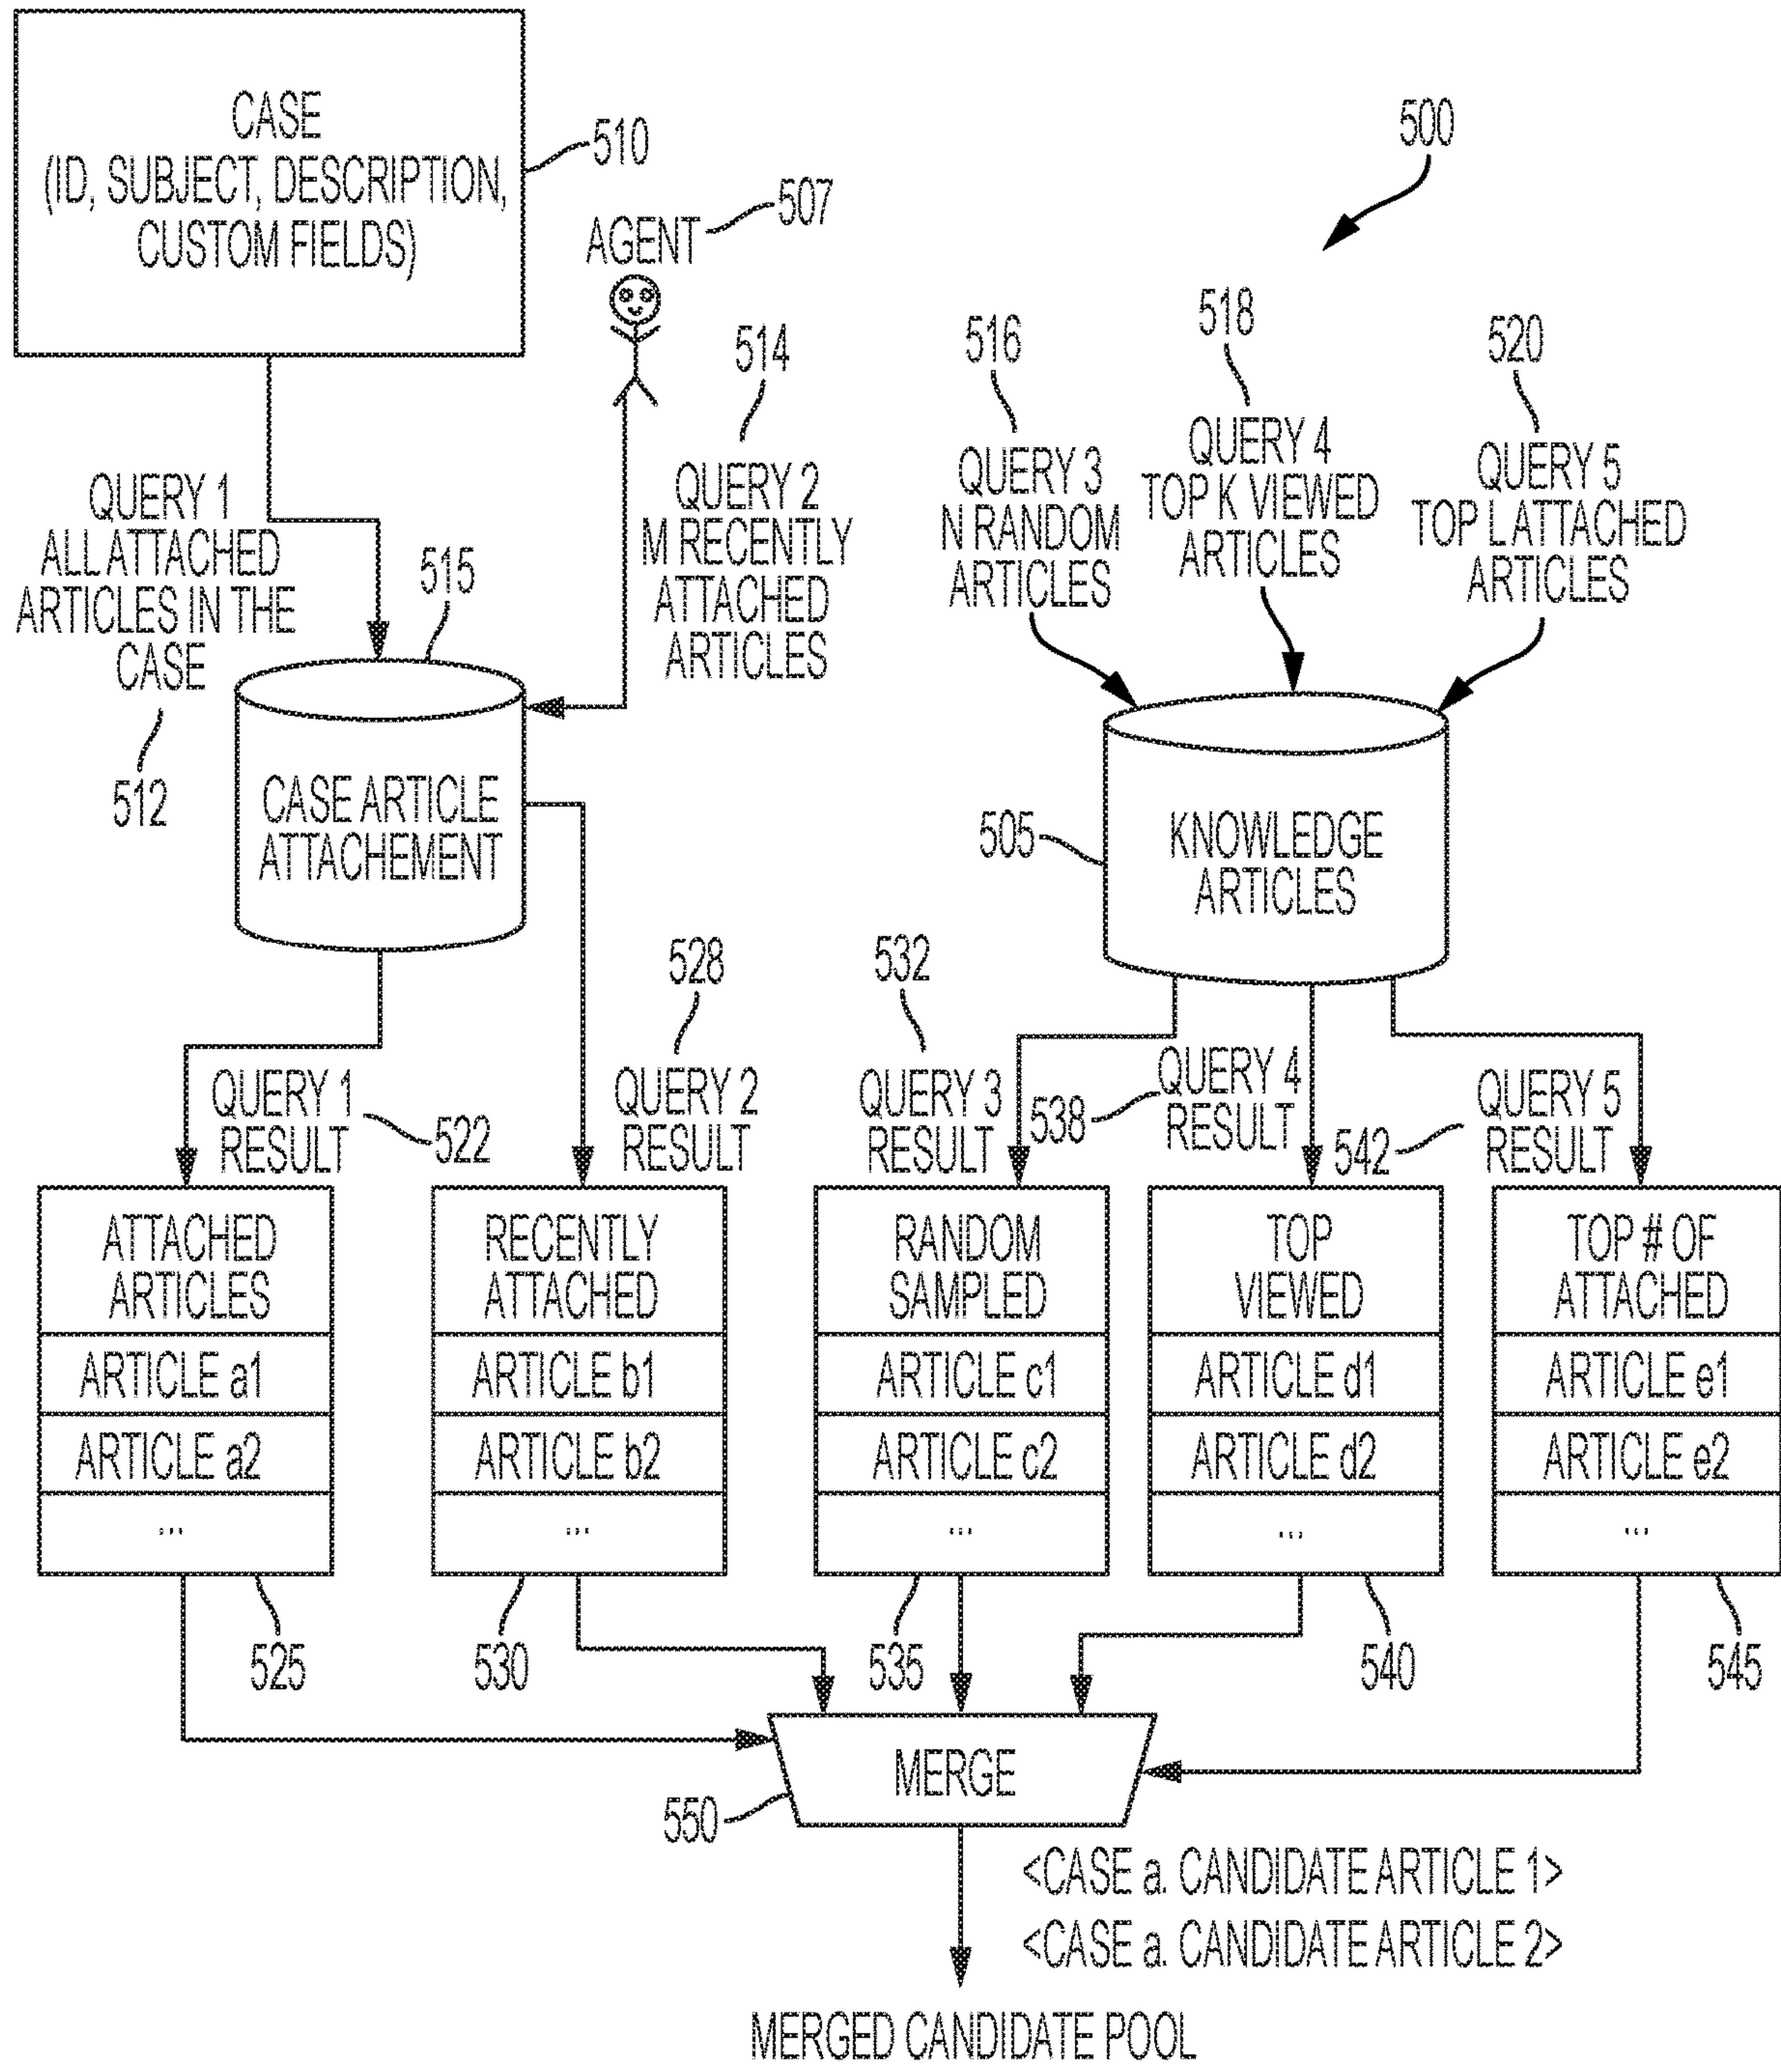 CASE
(ID, SUBJECT, DESCRIPTION,
CUSTOM FIELDS)
510
AGENT
507
500
QUERY 1
ALL ATTACHED
ARTICLES IN THE
CASE
512
514
QUERY 2
M RECENTLY
ATTACHED
ARTICLES
516
QUERY 3
N RANDOM
ARTICLES
518
QUERY 4
TOP K VIEWED
ARTICLES
520
QUERY 5
TOP L ATTACHED
ARTICLES
515
CASE ARTICLE
ATTACHEMENT
505
KNOWLEDGE
ARTICLES
QUERY 1
RESULT
522
528
QUERY 2
RESULT
532
QUERY 3
RESULT
538
QUERY 4
RESULT
542
QUERY 5
RESULT
ATTACHED
ARTICLES
ARTICLE a1
ARTICLE a2
...
525
RECENTLY
ATTACHED
ARTICLE b1
ARTICLE b2
...
530
RANDOM
SAMPLED
ARTICLE c1
ARTICLE c2
...
535
TOP
VIEWED
ARTICLE d1
ARTICLE d2
...
540
TOP # OF
ATTACHED
ARTICLE e1
ARTICLE e2
...
545
MERGE
550
<CASE a. CANDIDATE ARTICLE 1>
<CASE a. CANDIDATE ARTICLE 2>
MERGED CANDIDATE POOL